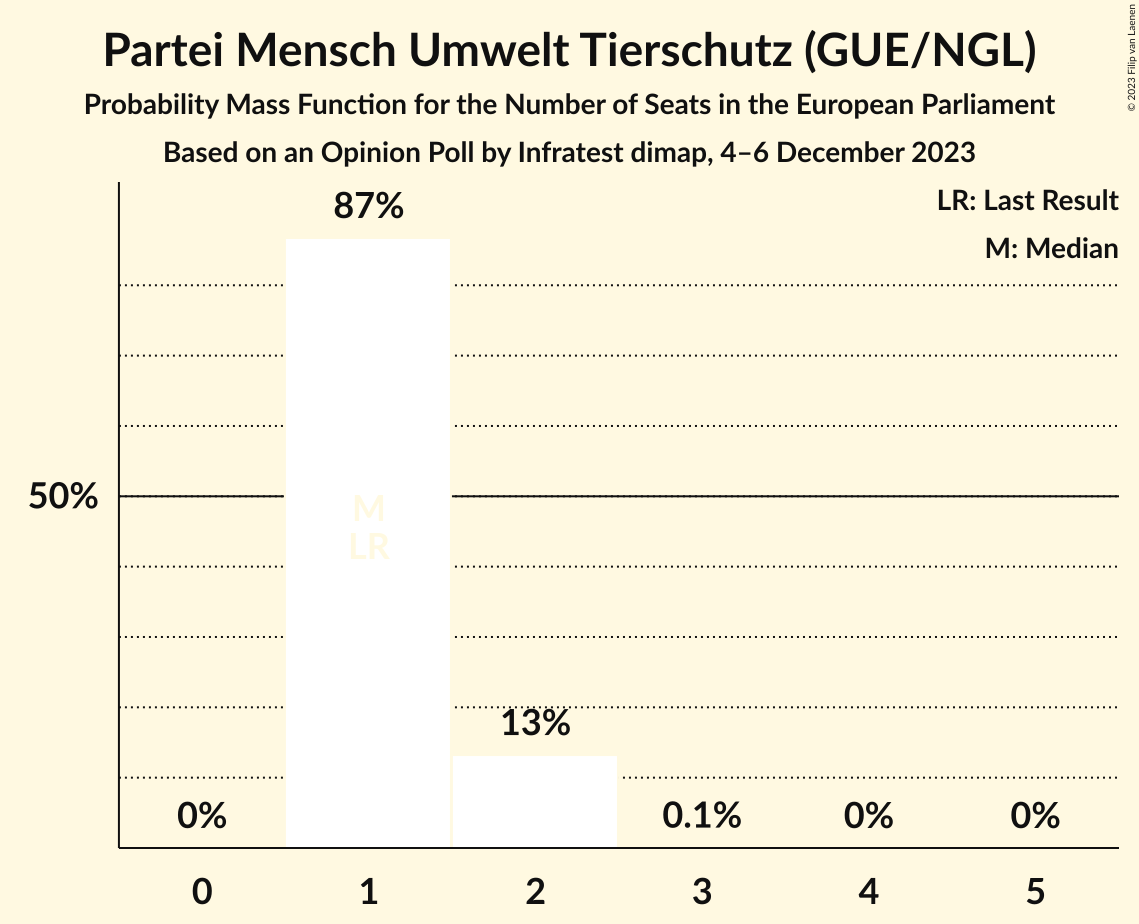 Partei Mensch Umwelt Tierschutz (GUE/NGL)
Probability Mass Function for the Number of Seats in the European Parliament
Based on an Opinion Poll by Infratest dimap, 4–6 December 2023
© 2023 Filip van Laenen
LR: Last Result
M: Median
87%
50%
M
LR
13%
0%
0.1%
0%
0%
0
1
2
3
4
5